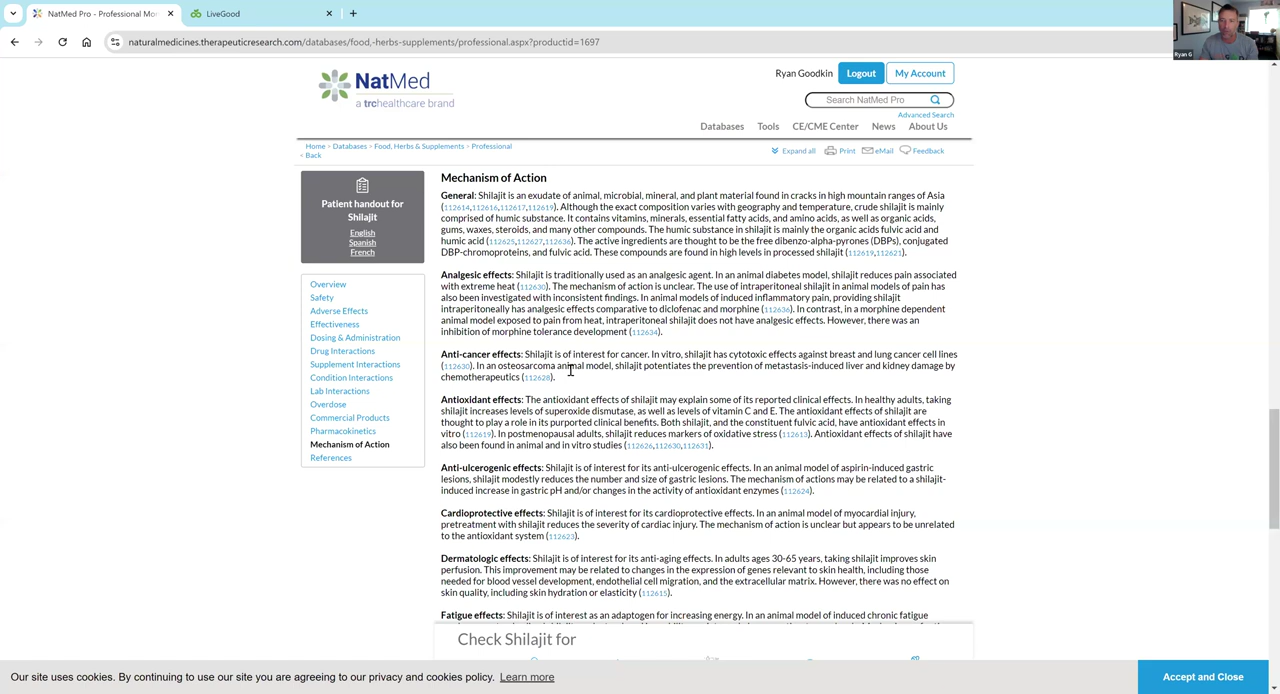 NatMed Pro - Professional Mo
LiveGood
naturalmedicines.therapeuticresearch.com/databases/food,-herbs-supplements/professional.aspx?productid=1697
Ryan G
NatMed
a trchealthcare brand
Ryan Goodkin
Logout
My Account
Search NatMed Pro
Advanced Search
Databases Tools CE/CME Center News About Us
Home > Databases > Food, Herbs & Supplements > Professional
< Back
Expand all Print eMail Feedback
Patient handout for
Shilajit
English
Spanish
French
Overview
Safety
Adverse Effects
Effectiveness
Dosing & Administration
Drug Interactions
Supplement Interactions
Condition Interactions
Lab Interactions
Overdose
Commercial Products
Pharmacokinetics
Mechanism of Action
References
Mechanism of Action
General: Shilajit is an exudate of animal, microbial, mineral, and plant material found in cracks in high mountain ranges of Asia
(112614,112616,112617,112619). Although the exact composition varies with geography and temperature, crude shilajit is mainly
comprised of humic substance. It contains vitamins, minerals, essential fatty acids, and amino acids, as well as organic acids,
gums, waxes, steroids, and many other compounds. The humic substance in shilajit is mainly the organic acids fulvic acid and
humic acid (112625,112627,112636). The active ingredients are thought to be the free dibenzo-alpha-pyrones (DBPs), conjugated
DBP-chromoproteins, and fulvic acid. These compounds are found in high levels in processed shilajit (112619,112621).
Analgesic effects: Shilajit is traditionally used as an analgesic agent. In an animal diabetes model, shilajit reduces pain associated
with extreme heat (112630). The mechanism of action is unclear. The use of intraperitoneal shilajit in animal models of pain has
also been investigated with inconsistent findings. In animal models of induced inflammatory pain, providing shilajit
intraperitoneally has analgesic effects comparable to diclofenac and morphine (112636). In contrast, in a morphine dependent
animal model exposed to pain from heat, intraperitoneal shilajit does not have analgesic effects. However, there was an
inhibition of morphine tolerance development (112634).
Anti-cancer effects: Shilajit is of interest for cancer. In vitro, shilajit has cytotoxic effects against breast and lung cancer cell lines
(112630). In an osteosarcoma animal model, shilajit potentiates the prevention of metastasis-induced liver and kidney damage by
chemotherapeutics (112628).
Antioxidant effects: The antioxidant effects of shilajit may explain some of its reported clinical effects. In healthy adults, taking
shilajit increases levels of superoxide dismutase, as well as levels of vitamin C and E. The antioxidant effects of shilajit are
thought to play a role in its purported clinical benefits. Both shilajit, and the constituent fulvic acid, have antioxidant effects in
vitro (112619). In postmenopausal adults, shilajit reduces markers of oxidative stress (112613). Antioxidant effects of shilajit have
also been found in animal and in vitro studies (112626,112630,112631).
Anti-ulcerogenic effects: Shilajit is of interest for its anti-ulcerogenic effects. In an animal model of aspirin-induced gastric
lesions, shilajit modestly reduces the number and size of gastric lesions. The mechanism of actions may be related to a shilajit-
induced increase in gastric pH and/or changes in the activity of antioxidant enzymes (112624).
Cardioprotective effects: Shilajit is of interest for its cardioprotective effects. In an animal model of myocardial injury,
pretreatment with shilajit reduces the severity of cardiac injury. The mechanism of action is unclear but appears to be unrelated
to the antioxidant system (112623).
Dermatologic effects: Shilajit is of interest for its anti-aging effects. In adults ages 30-65 years, taking shilajit improves skin
perfusion. This improvement may be related to changes in the expression of genes relevant to skin health, including those
needed for blood vessel development, endothelial cell migration, and the extracellular matrix. However, there was no effect on
skin quality, including skin hydration or elasticity (112615).
Fatigue effects: Shilajit is of interest as an adaptogen for increasing energy. In an animal model of induced chronic fatigue
Check Shilajit for
Our site uses cookies. By continuing to use our site you are agreeing to our privacy and cookies policy. Learn more
Accept and Close